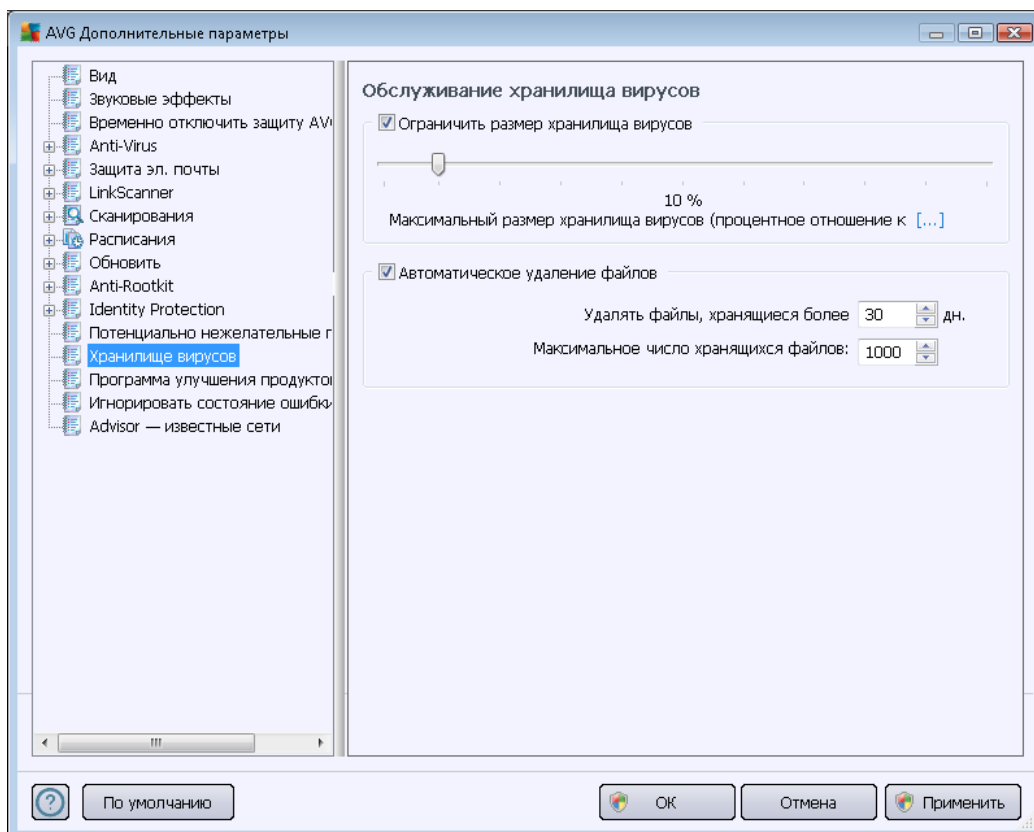 AVG Дополнительные параметры
Вид
Звуковые эффекты
Временно отключить защиту AV
Anti-Virus
Защита эл. почты
LinkScanner
Сканирования
Расписания
Обновить
Anti-Rootkit
Identity Protection
Потенциально нежелательные п
Хранилище вирусов
Программа улучшения продуктов
Игнорировать состояние ошибки
Advisor — известные сети
Обслуживание хранилища вирусов
Ограничить размер хранилища вирусов
10 %
Максимальный размер хранилища вирусов (процентное отношение к [...]
Автоматическое удаление файлов
Удалять файлы, хранящиеся более 30 дн.
Максимальное число хранящихся файлов: 1000
По умолчанию
ОК
Отмена
Применить